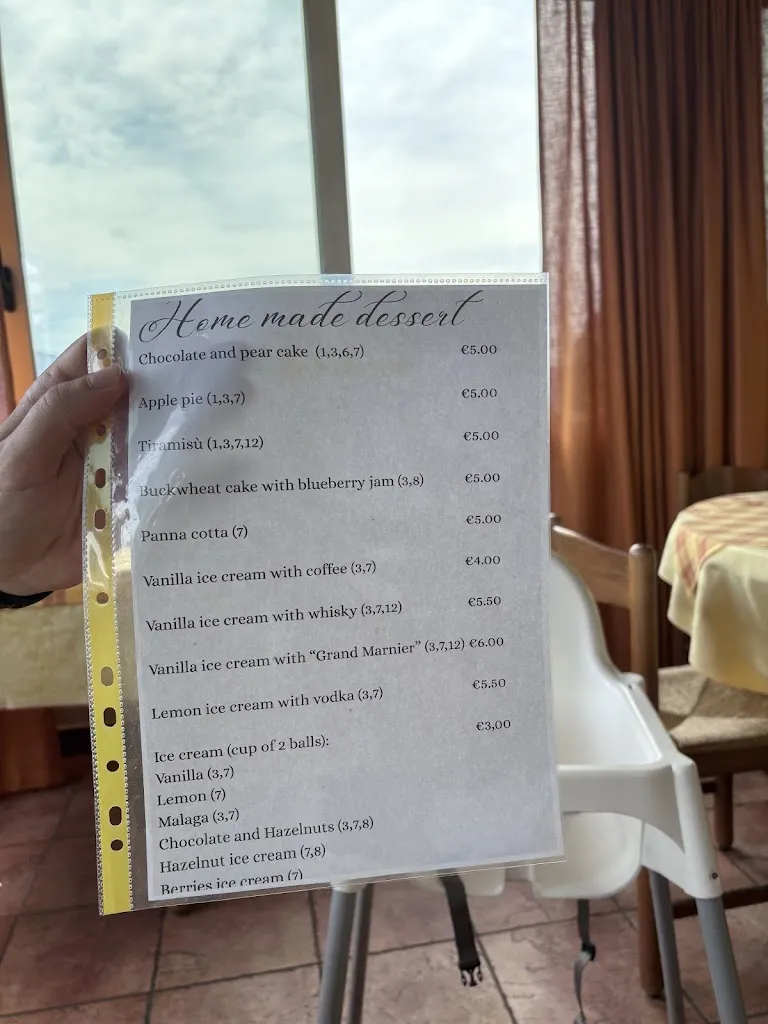 Home made dessert
Chocolate and pear cake (1,3,6,7) €5.00
Apple pie (1,3,7) €5.00
Tiramisù (1,3,7,12) €5.00
Buckwheat cake with blueberry jam (3,8) €5.00
Panna cotta (7) €5.00
Vanilla ice cream with coffee (3,7) €4.00
Vanilla ice cream with whisky (3,7,12) €5.50
Vanilla ice cream with “Grand Marnier” (3,7,12) €6.00
Lemon ice cream with vodka (3,7) €5.50
Ice cream (cup of 2 balls): €3,00
Vanilla (3,7)
Lemon (7)
Malaga (3,7)
Chocolate and Hazelnuts (3,7,8)
Hazelnut ice cream (7,8)
Berries ice cream (7)